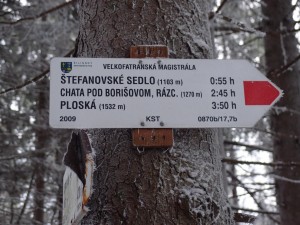 VEĽKOFATRANSKÁ MAGISTRÁLA
ŠTEFANOVSKÉ SEDLO (1103 m) 0:55 h
CHATA POD BORIŠOVOM, RÁZC. (1270 m) 2:45 h
PLOSKÁ (1532 m) 3:50 h
2009 KST 0870b/17,7b